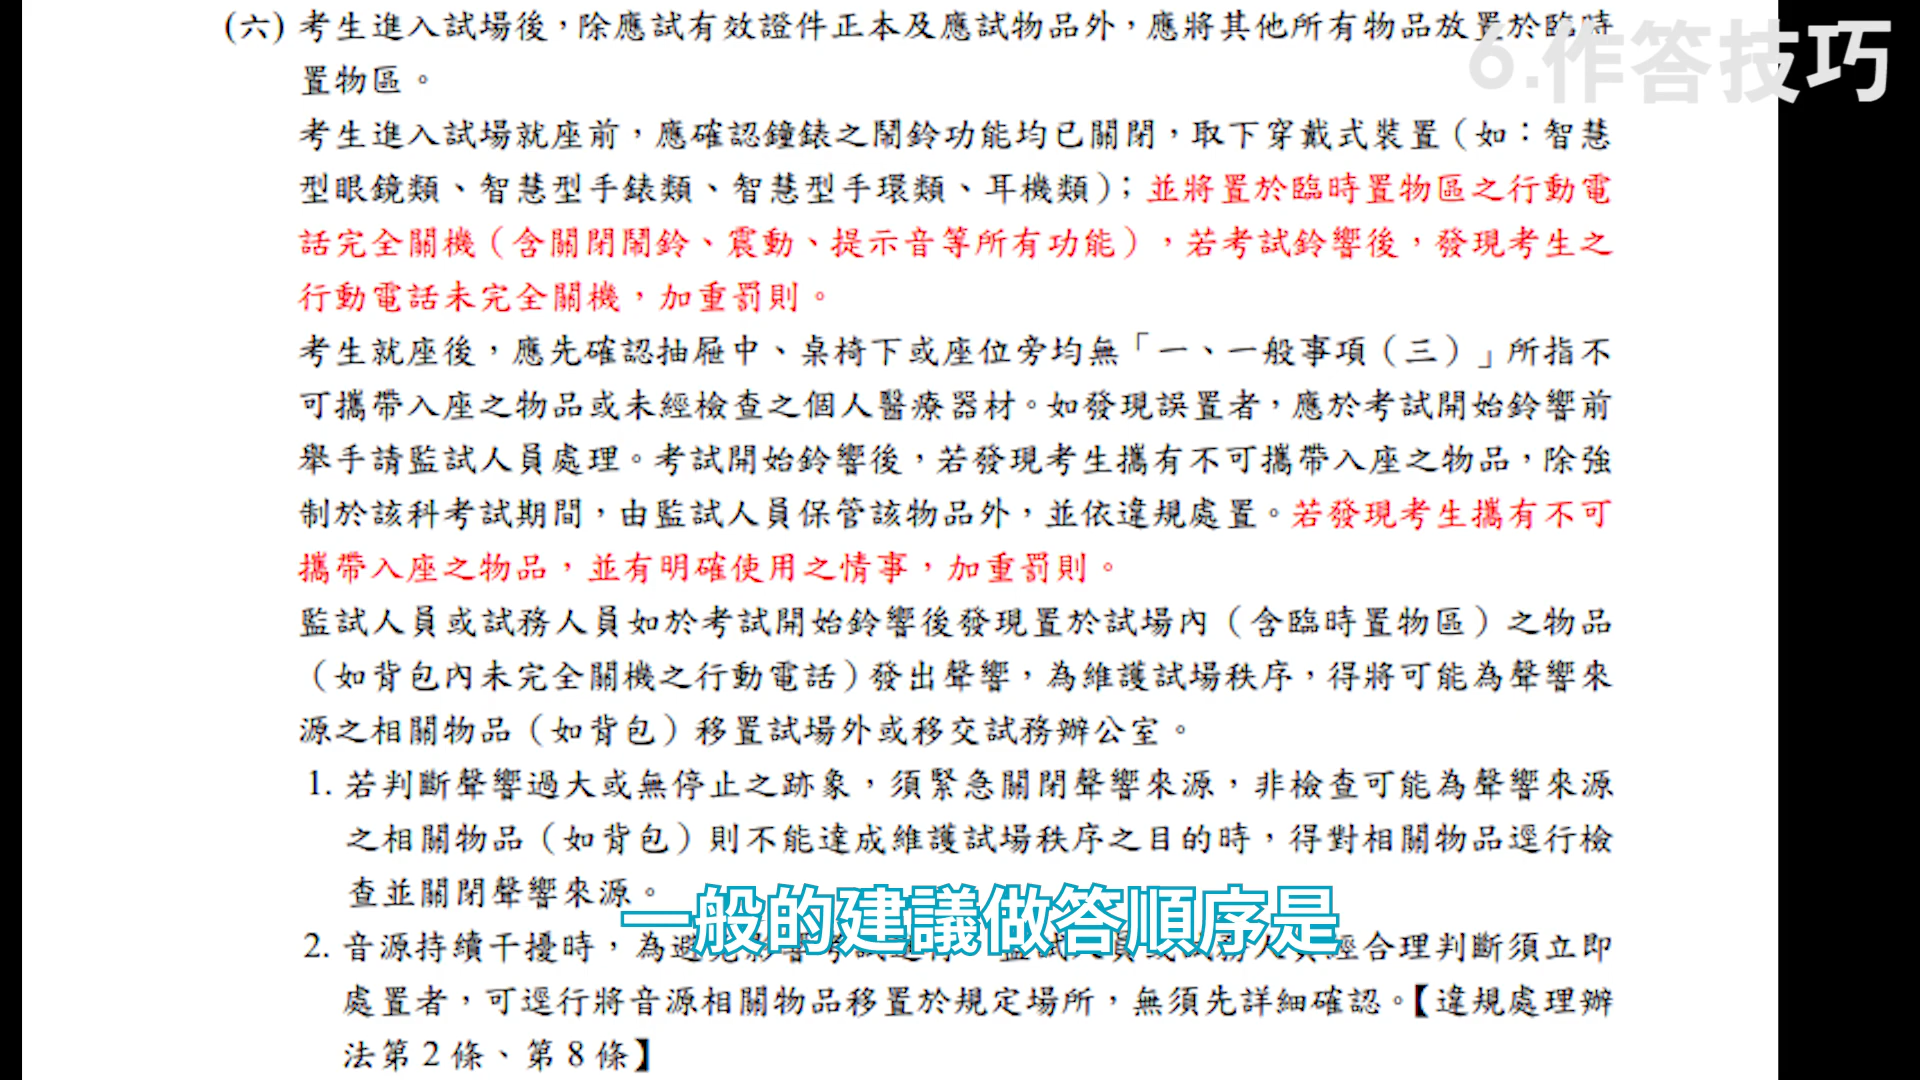 6.作答技巧
(六) 考生進入試場後，除應試有效證件正本及應試物品外，應將其他所有物品放置於臨時
置物區。
考生進入試場就座前，應確認鐘錶之鬧鈴功能均已關閉，取下穿戴式裝置（如：智慧
型眼鏡類、智慧型手錶類、智慧型手環類、耳機類）；並將置於臨時置物區之行動電
話完全關機（含關閉鬧鈴、震動、提示音等所有功能），若考試鈴響後，發現考生之
行動電話未完全關機，加重罰則。
考生就座後，應先確認抽屜中、桌椅下或座位旁均無「一、一般事項（三）」所指不
可攜帶入座之物品或未經檢查之個人醫療器材。如發現誤置者，應於考試開始鈴響前
舉手請監試人員處理。考試開始鈴響後，若發現考生攜有不可攜帶入座之物品，除強
制於該科考試期間，由監試人員保管該物品外，並依違規處置。若發現考生攜有不可
攜帶入座之物品，並有明確使用之情事，加重罰則。
監試人員或試務人員如於考試開始鈴響後發現置於試場內（含臨時置物區）之物品
（如背包內未完全關機之行動電話）發出聲響，為維護試場秩序，得將可能為聲響來
源之相關物品（如背包）移置試場外或移交試務辦公室。
1. 若判斷聲響過大或無停止之跡象，須緊急關閉聲響來源，非檢查可能為聲響來源
之相關物品（如背包）則不能達成維護試場秩序之目的時，得對相關物品逕行檢
查並關閉聲響來源。
一般的建議做答順序是
2. 音源持續干擾時，為避免影響考試進行，監試人員或試務人員經合理判斷須立即
處置者，可逕行將音源相關物品移置於規定場所，無須先詳細確認。【違規處理辦
法第 2 條、第 8 條】